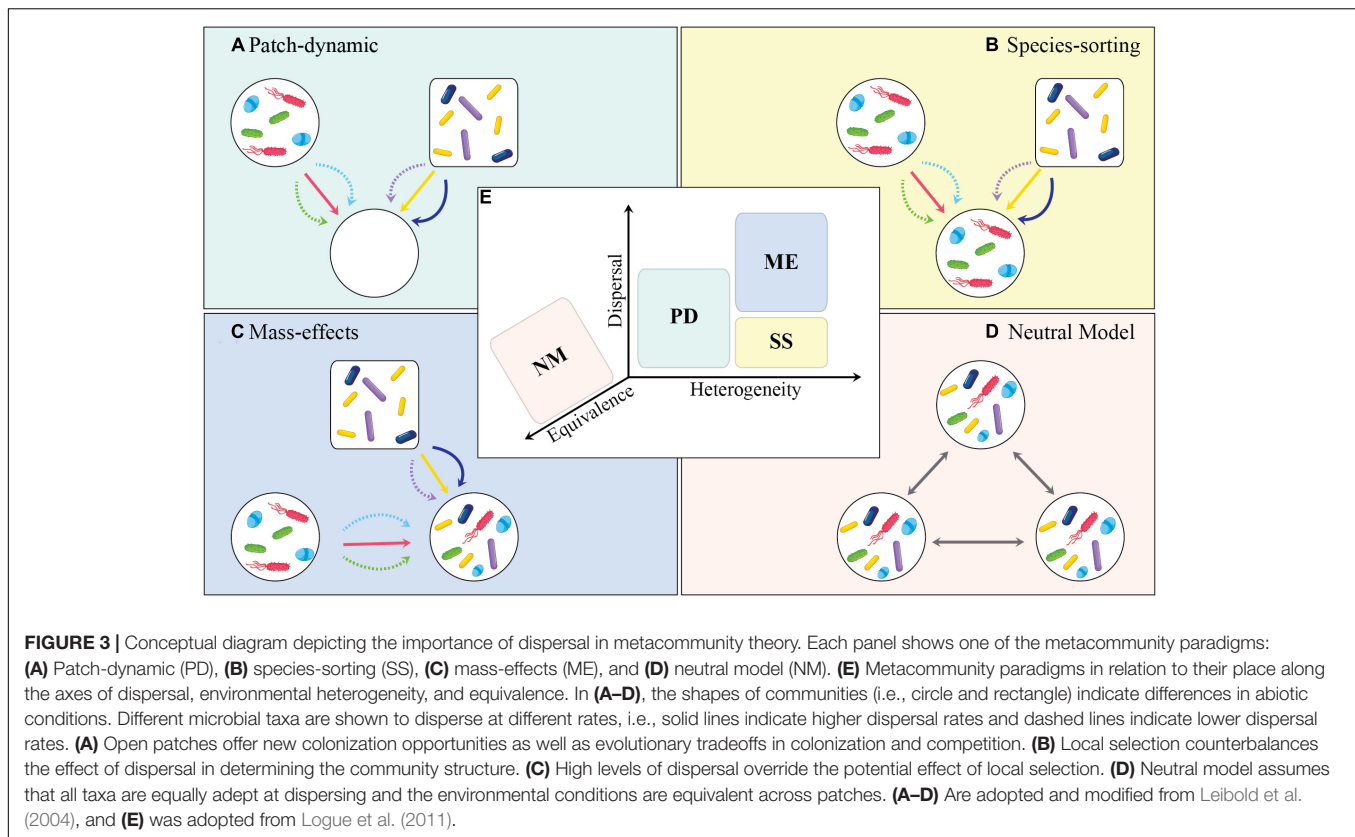 A Patch-dynamic
B Species-sorting
E
Dispersal
ME
PD
SS
NM
Heterogeneity
Equivalence
C Mass-effects
D Neutral Model
FIGURE 3 | Conceptual diagram depicting the importance of dispersal in metacommunity theory. Each panel shows one of the metacommunity paradigms:
(A) Patch-dynamic (PD), (B) species-sorting (SS), (C) mass-effects (ME), and (D) neutral model (NM). (E) Metacommunity paradigms in relation to their place along
the axes of dispersal, environmental heterogeneity, and equivalence. In (A–D), the shapes of communities (i.e., circle and rectangle) indicate differences in abiotic
conditions. Different microbial taxa are shown to disperse at different rates, i.e., solid lines indicate higher dispersal rates and dashed lines indicate lower dispersal
rates. (A) Open patches offer new colonization opportunities as well as evolutionary tradeoffs in colonization and competition. (B) Local selection counterbalances
the effect of dispersal in determining the community structure. (C) High levels of dispersal override the potential effect of local selection. (D) Neutral model assumes
that all taxa are equally adept at dispersing and the environmental conditions are equivalent across patches. (A–D) Are adopted and modified from Leibold et al.
(2004), and (E) was adopted from Logue et al. (2011).